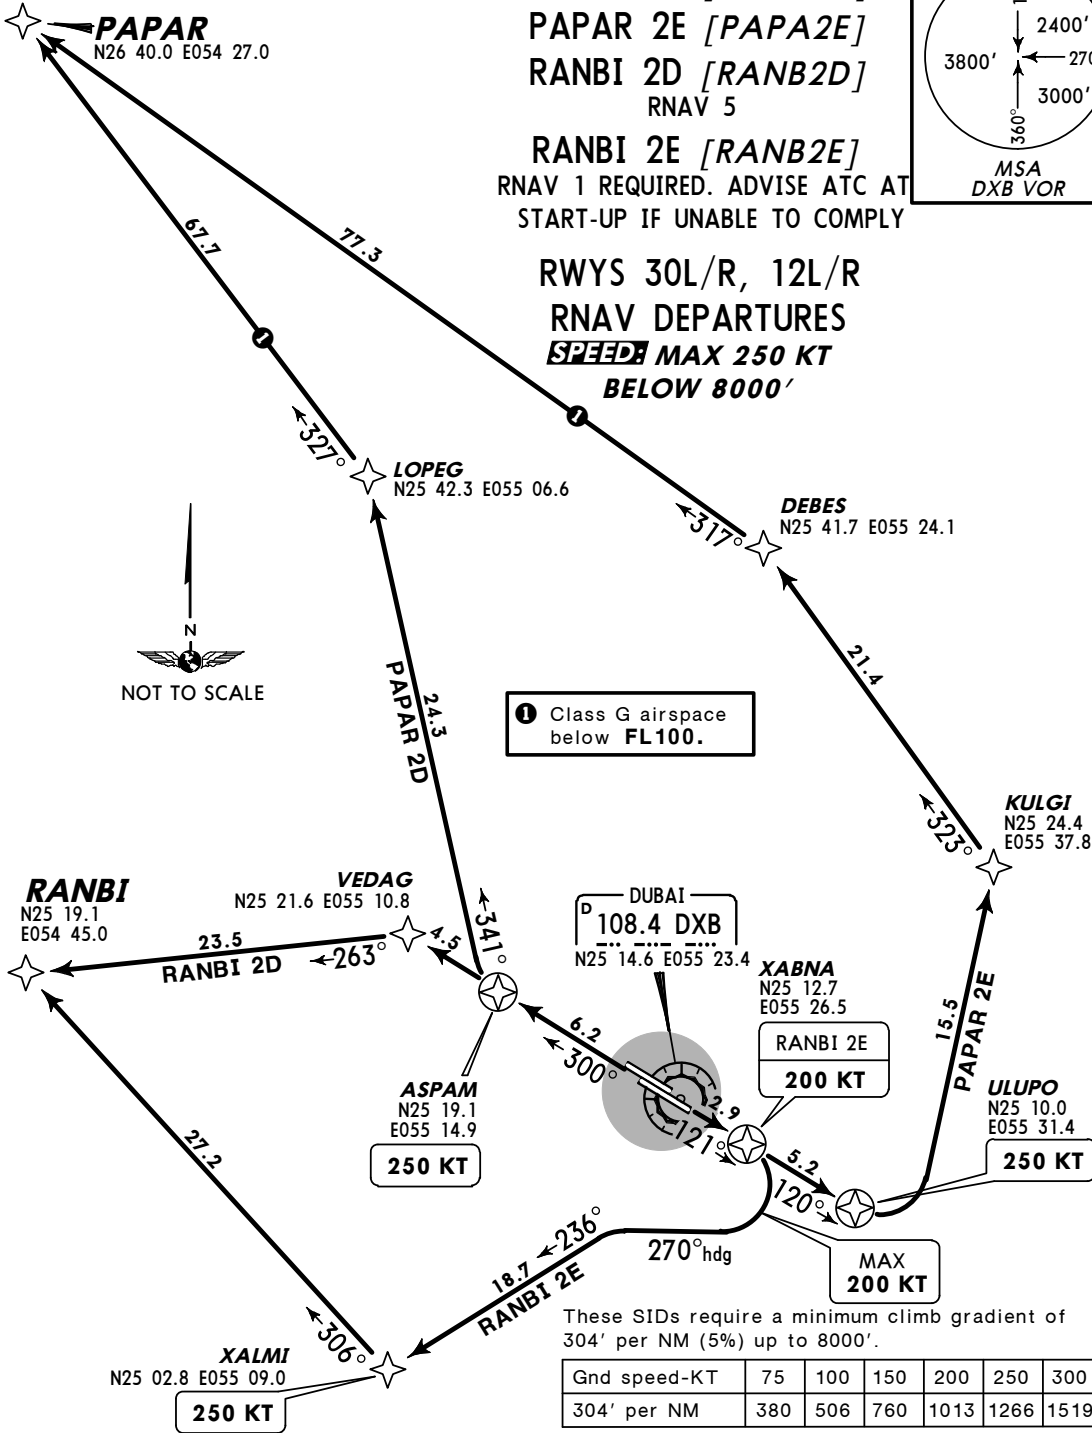 PAPAR
N26 40.0 E054 27.0
PAPAR 2E [PAPA2E]
RANBI 2D [RANB2D]
RNAV 5
RANBI 2E [RANB2E]
RNAV 1 REQUIRED. ADVISE ATC AT
START-UP IF UNABLE TO COMPLY
RWYS 30L/R, 12L/R
RNAV DEPARTURES
SPEED: MAX 250 KT
BELOW 8000'
2400'
3800'
3000'
360°
MSA
DXB VOR
67.7
77.3
1
1
327°
LOPEG
N25 42.3 E055 06.6
317°
DEBES
N25 41.7 E055 24.1
N
NOT TO SCALE
PAPAR 2D
24.3
21.4
1 Class G airspace
below FL100.
323°
KULGI
N25 24.4
E055 37.8
RANBI
N25 19.1
E054 45.0
VEDAG
N25 21.6 E055 10.8
23.5
RANBI 2D
263°
4.5
341°
DUBAI
D 108.4 DXB
N25 14.6 E055 23.4
XABNA
N25 12.7
E055 26.5
RANBI 2E
200 KT
6.2
300°
15.5
PAPAR 2E
ASPAM
N25 19.1
E055 14.9
250 KT
2.9
121°
5.2
120°
ULUPO
N25 10.0
E055 31.4
250 KT
27.2
236°
270°hdg
18.7
RANBI 2E
MAX
200 KT
306°
XALMI
N25 02.8 E055 09.0
250 KT
These SIDs require a minimum climb gradient of
304' per NM (5%) up to 8000'.
Gnd speed-KT 75 100 150 200 250 300
304' per NM 380 506 760 1013 1266 1519